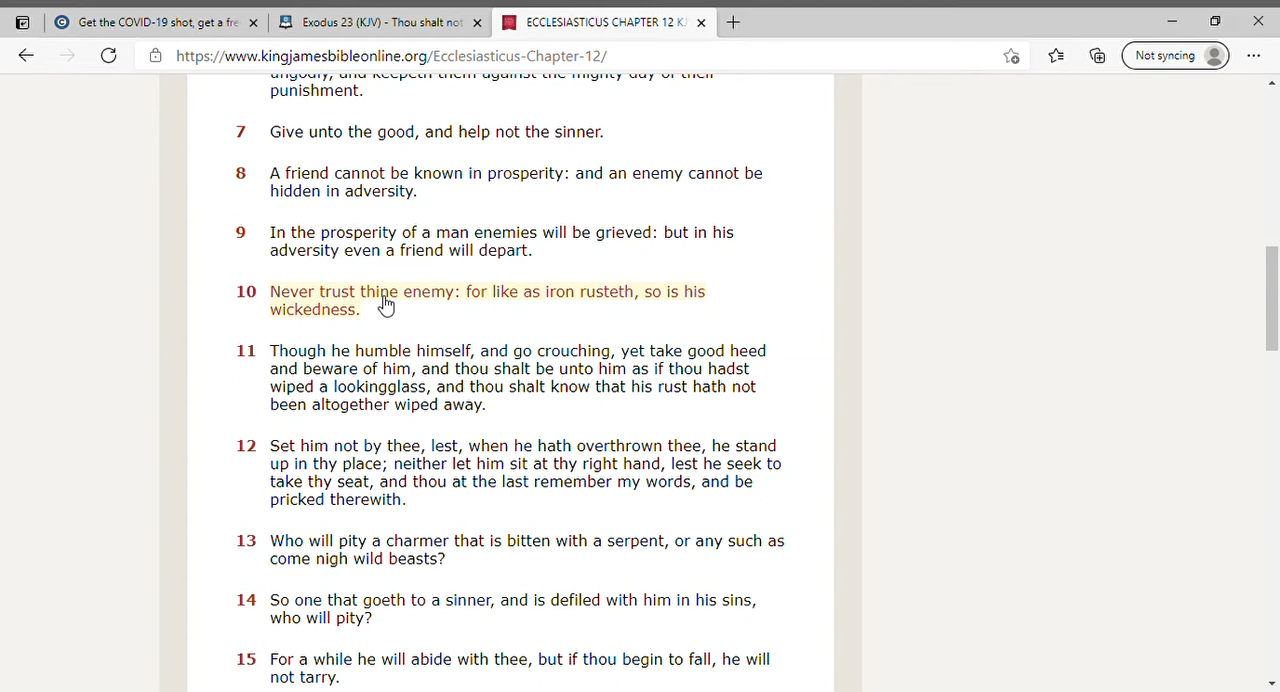 Get the COVID-19 shot, get a fre
Exodus 23 (KJV) - Thou shalt not
ECCLESIASTICUS CHAPTER 12 K
https://www.kingjamesbibleonline.org/Ecclesiasticus-Chapter-12/
Not syncing
ungodly, and keepeth them against the mighty day of their
punishment.
7 Give unto the good, and help not the sinner.
8 A friend cannot be known in prosperity: and an enemy cannot be
hidden in adversity.
9 In the prosperity of a man enemies will be grieved: but in his
adversity even a friend will depart.
10 Never trust thine enemy: for like as iron rusteth, so is his
wickedness.
11 Though he humble himself, and go crouching, yet take good heed
and beware of him, and thou shalt be unto him as if thou hadst
wiped a lookingglass, and thou shalt know that his rust hath not
been altogether wiped away.
12 Set him not by thee, lest, when he hath overthrown thee, he stand
up in thy place; neither let him sit at thy right hand, lest he seek to
take thy seat, and thou at the last remember my words, and be
pricked therewith.
13 Who will pity a charmer that is bitten with a serpent, or any such as
come nigh wild beasts?
14 So one that goeth to a sinner, and is defiled with him in his sins,
who will pity?
15 For a while he will abide with thee, but if thou begin to fall, he will
not tarry.